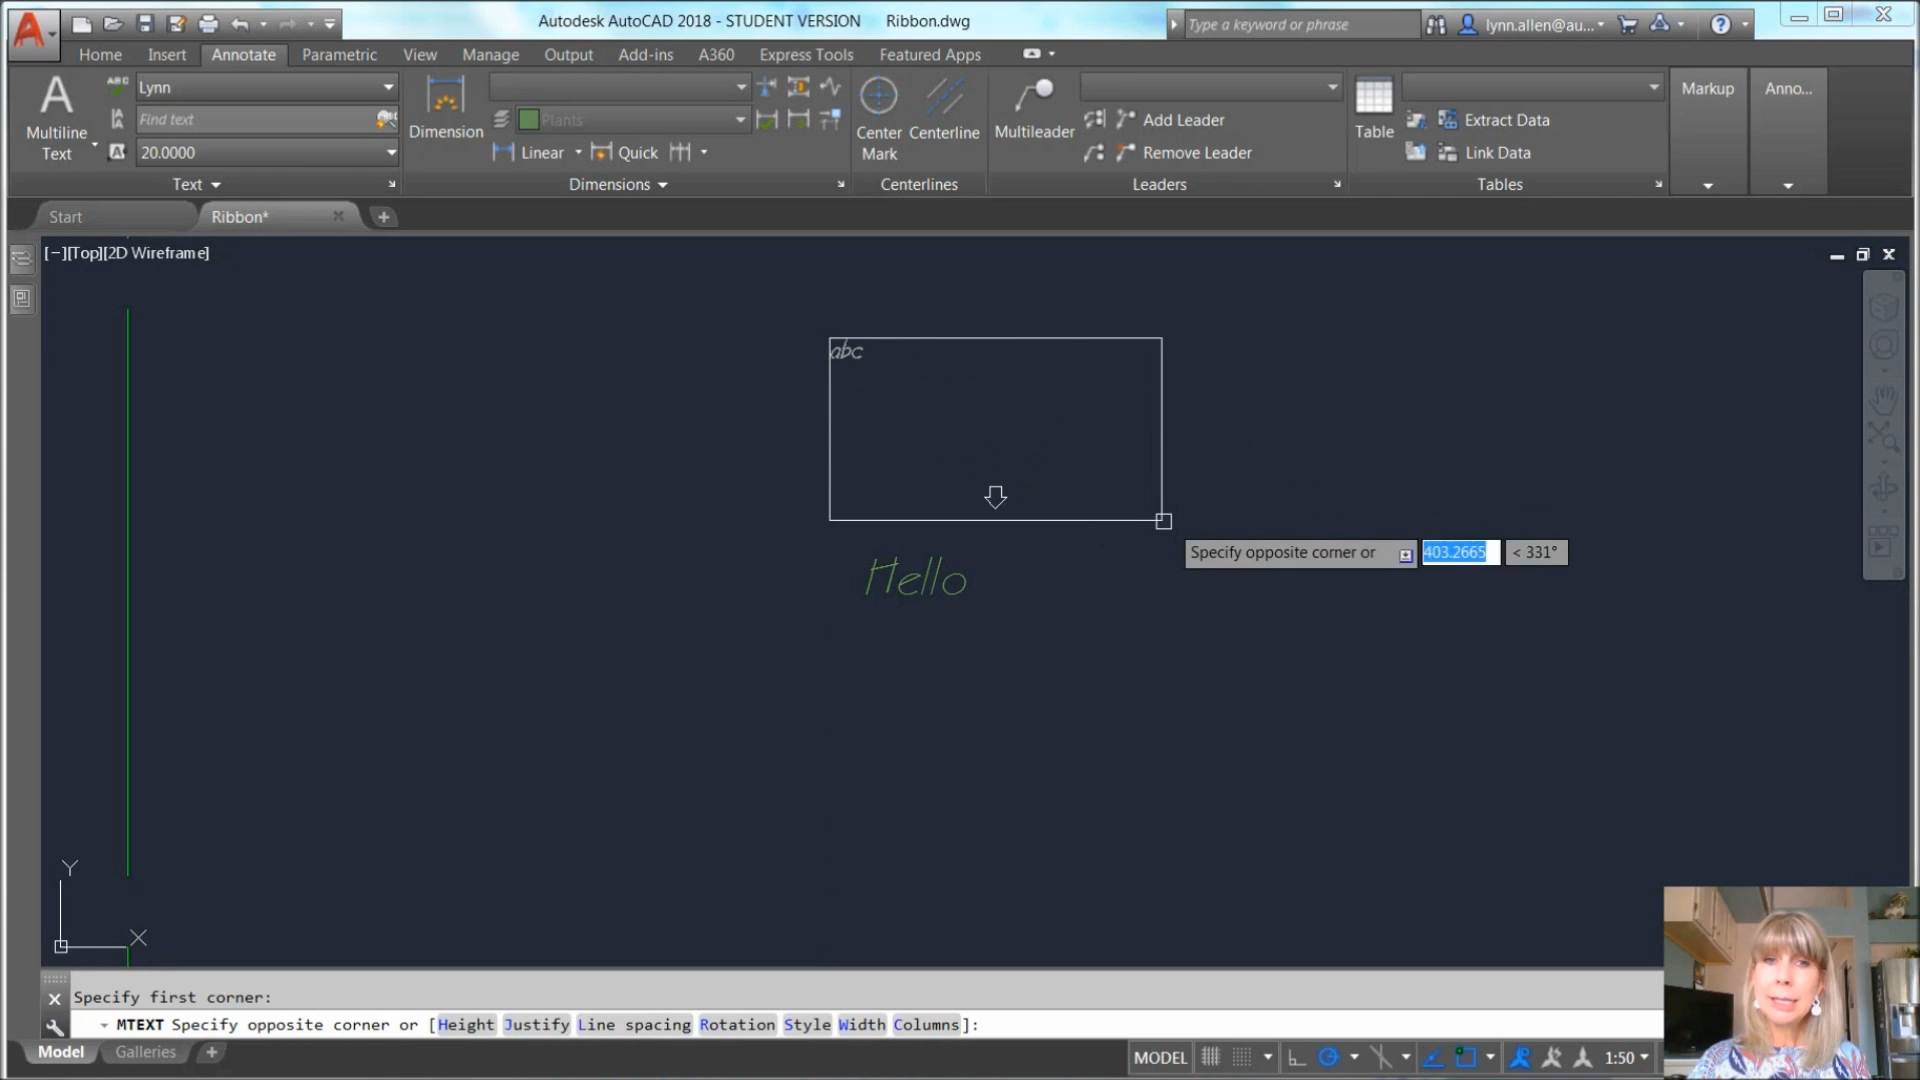 Autodesk AutoCAD 2018 - STUDENT VERSION Ribbon.dwg
Type a keyword or phrase
lynn.allen@au...
Home Insert Annotate Parametric View Manage Output Add-ins A360 Express Tools Featured Apps
A
Multiline
Text
ABC
Lynn
Find text
20.0000
Text
Dimension
Plants
Linear
Quick
Dimensions
Center
Mark
Centerline
Centerlines
Multileader
Add Leader
Remove Leader
Leaders
Table
Extract Data
Link Data
Tables
Markup
Anno...
Start
Ribbon*
[−][Top][2D Wireframe]
abc
Specify opposite corner or 403.2665 < 331°
Hello
Y
X
Specify first corner:
MTEXT Specify opposite corner or [Height Justify Line spacing Rotation Style Width Columns]:
Model Galleries
MODEL
1:50